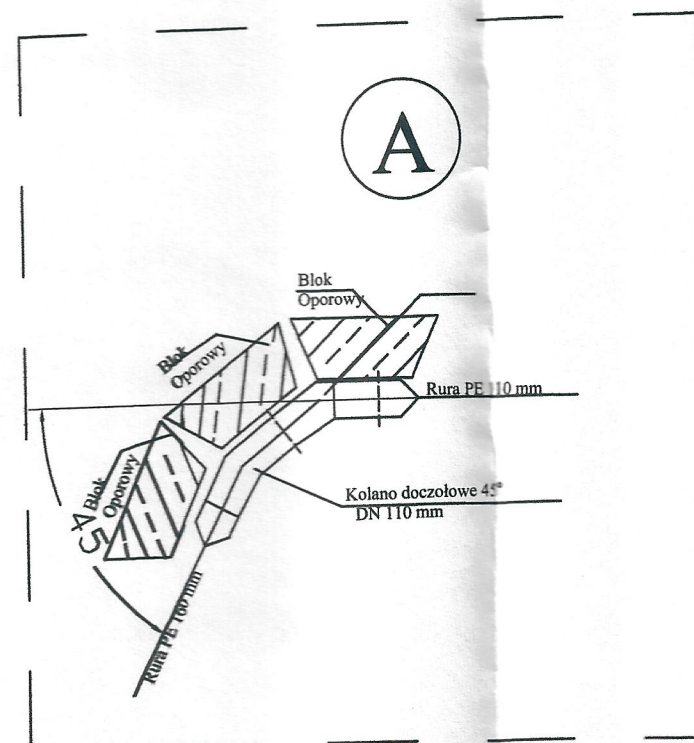 A
Blok
Oporowy
Blok
Oporowy
Rura PE 110 mm
Blok
Oporowy
Kolano doczołowe 45°
DN 110 mm
45
Rura PE 160 mm